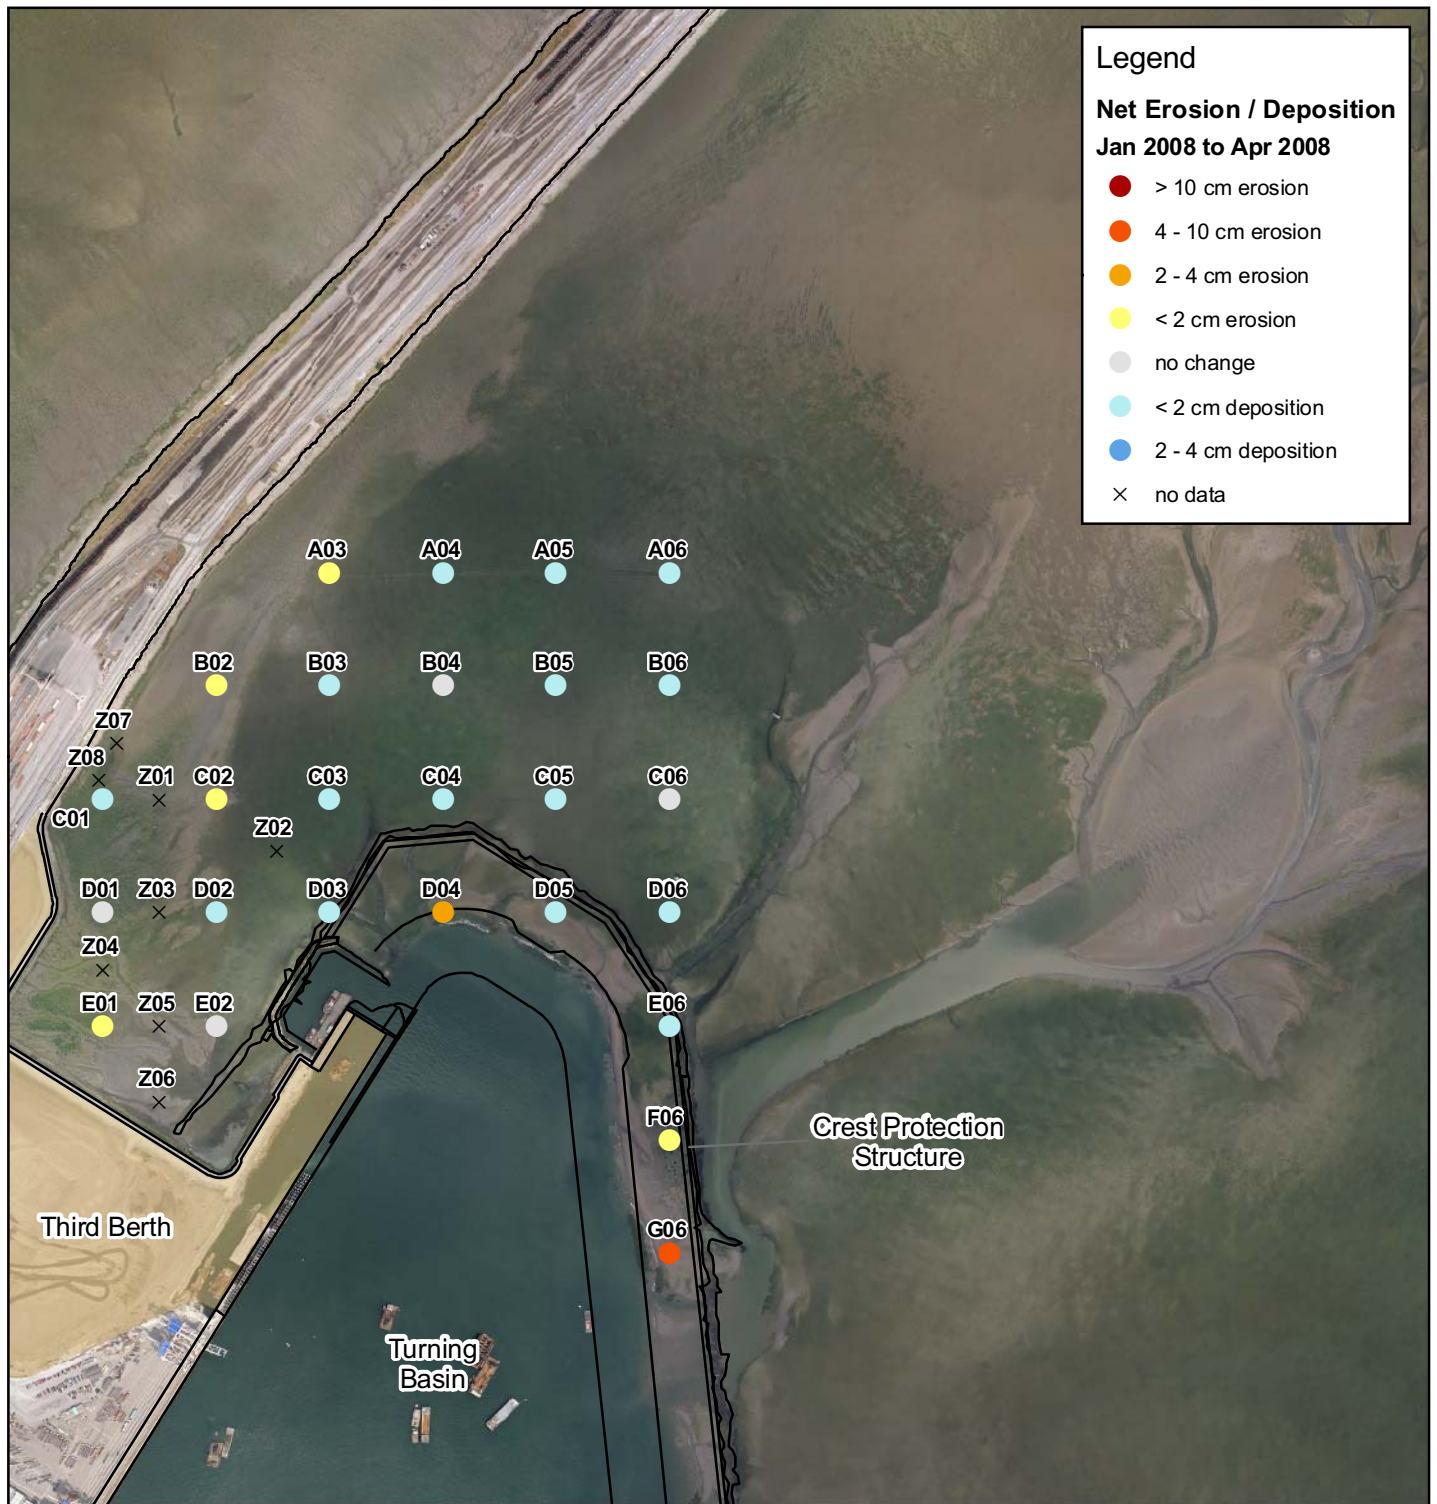 Legend
Net Erosion / Deposition
Jan 2008 to Apr 2008
> 10 cm erosion
4 - 10 cm erosion
2 - 4 cm erosion
< 2 cm erosion
no change
< 2 cm deposition
2 - 4 cm deposition
no data
A03 A04 A05 A06
B02 B03 B04 B05 B06
Z07
Z08
Z01 C02 C03 C04 C05 C06
C01
Z02
D01 Z03 D02 D03 D04 D05 D06
Z04
E01 Z05 E02 E06
Z06
F06
Crest Protection
Structure
Third Berth
G06
Turning
Basin